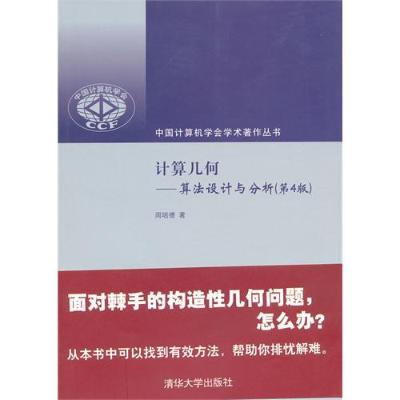 中国计算机学会
CCF
中国计算机学会学术著作丛书
计算几何
——算法设计与分析(第4版)
周培德 著
面对棘手的构造性几何问题，
怎么办?
从本书中可以找到有效方法，帮助你排忧解难。
清华大学出版社